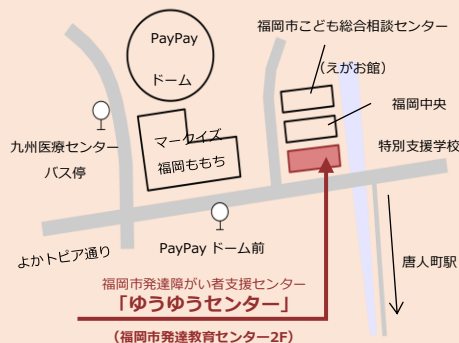 PayPay
ドーム
福岡市こども総合相談センター
（えがお館）
福岡中央
特別支援学校
九州医療センター
バス停
マークイズ
福岡ももち
よかトピア通り
PayPay ドーム前
唐人町駅
福岡市発達障がい者支援センター
「ゆうゆうセンター」
（福岡市発達教育センター2F）